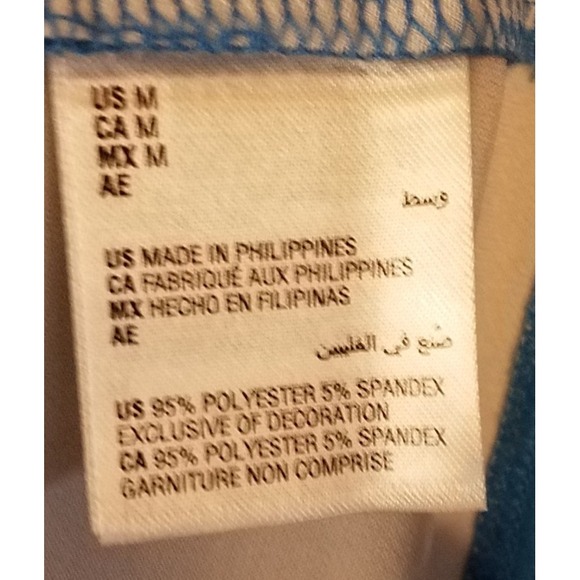 US M
CA M
MX M
AE
وسط
US MADE IN PHILIPPINES
CA FABRIQUÉ AUX PHILIPPINES
MX HECHO EN FILIPINAS
AE
صنع في الفلبين
US 95% POLYESTER 5% SPANDEX
EXCLUSIVE OF DECORATION
CA 95% POLYESTER 5% SPANDEX
GARNITURE NON COMPRISE